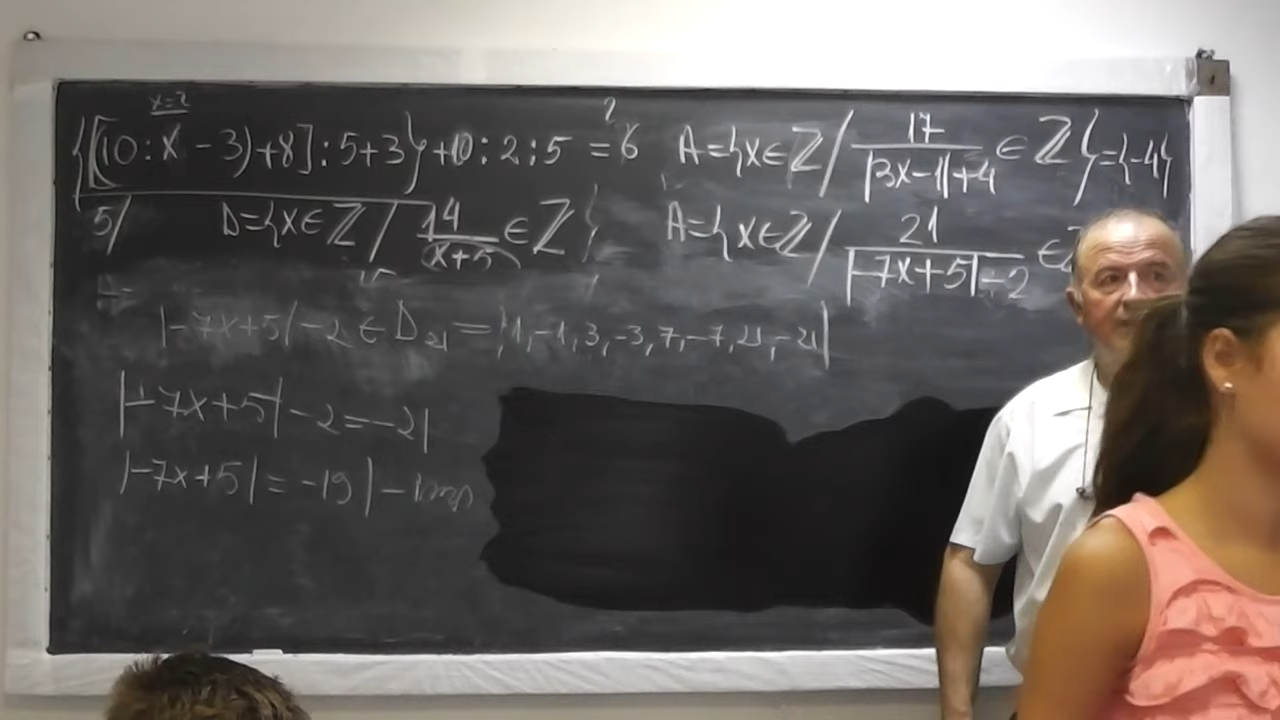 x=2
{[(10:x-3)+8]:5+3}+10:2:5=6
?
A={x∈ℤ/ 17/(|3x-1|+4) ∈ℤ}={-4}
5/ D={x∈ℤ/ 14/(x+5) ∈ℤ}
A={x∈ℤ/ 21/(|-7x+5|-2) ∈
|-7x+5|-2∈D₂₁={1,-1,3,-3,7,-7,21,-21}
|-7x+5|-2=-21
|-7x+5|=-19|-imp